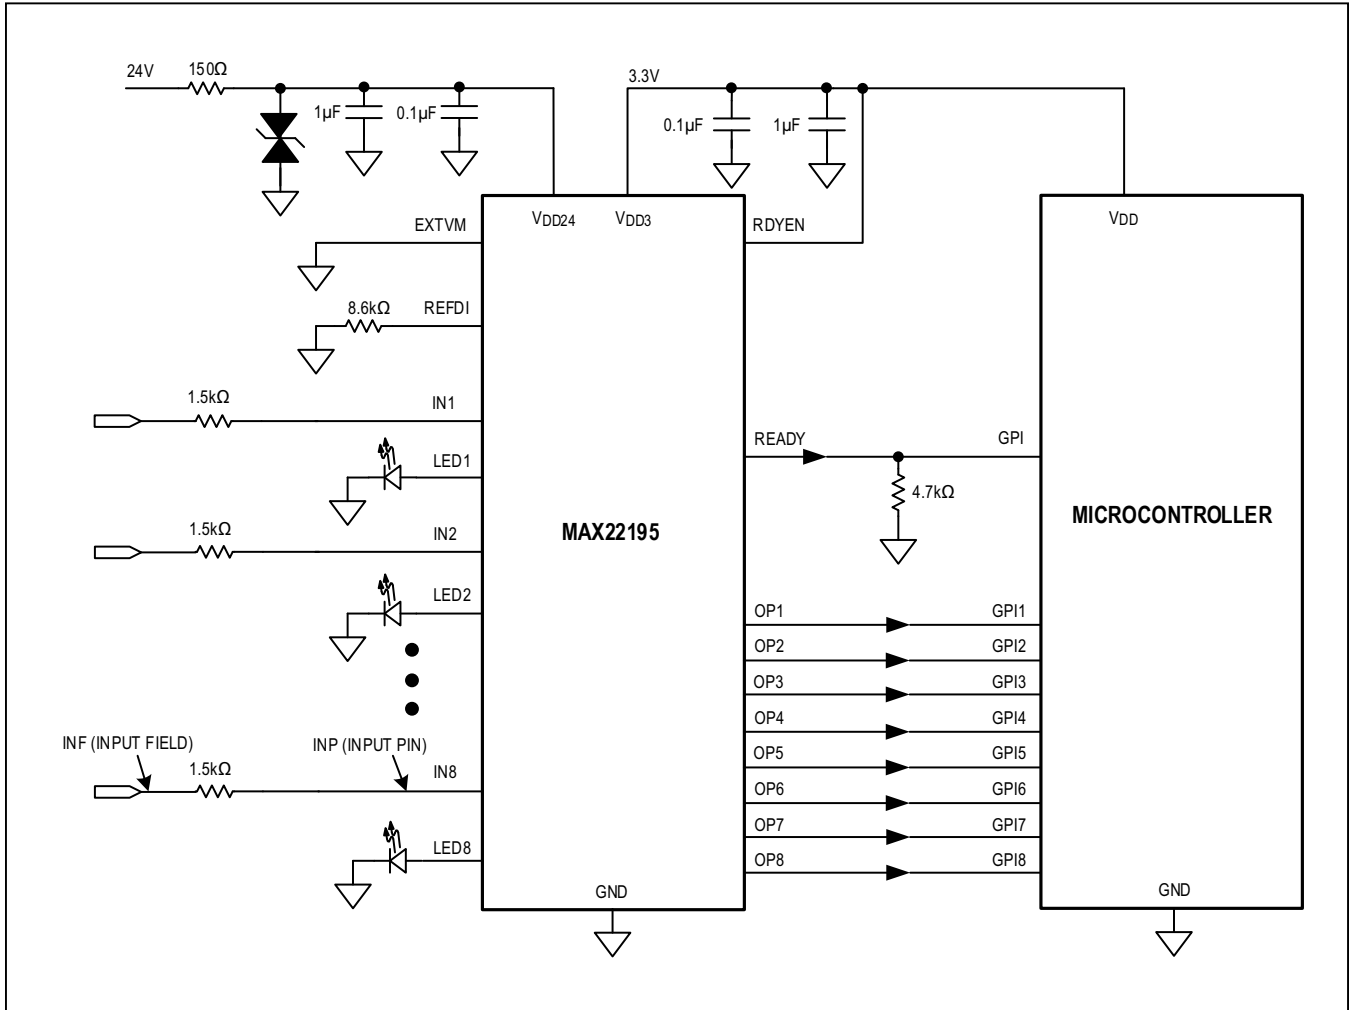 24V
150Ω
3.3V
1µF
0.1µF
0.1µF
1µF
VDD24
VDD3
VDD
EXTVM
RDYEN
8.6kΩ
REFDI
1.5kΩ
IN1
LED1
READY
GPI
4.7kΩ
1.5kΩ
IN2
MAX22195
MICROCONTROLLER
LED2
OP1
GPI1
OP2
GPI2
OP3
GPI3
OP4
GPI4
INF (INPUT FIELD)
INP (INPUT PIN)
1.5kΩ
IN8
OP5
GPI5
OP6
GPI6
OP7
GPI7
LED8
OP8
GPI8
GND
GND